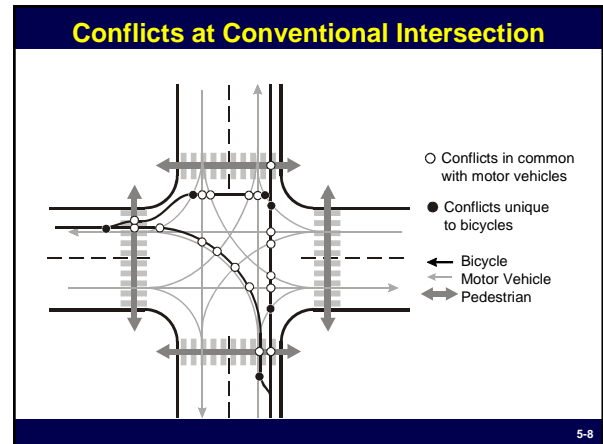 Conflicts at Conventional Intersection
Conflicts in common
with motor vehicles
Conflicts unique
to bicycles
Bicycle
Motor Vehicle
Pedestrian
5-8